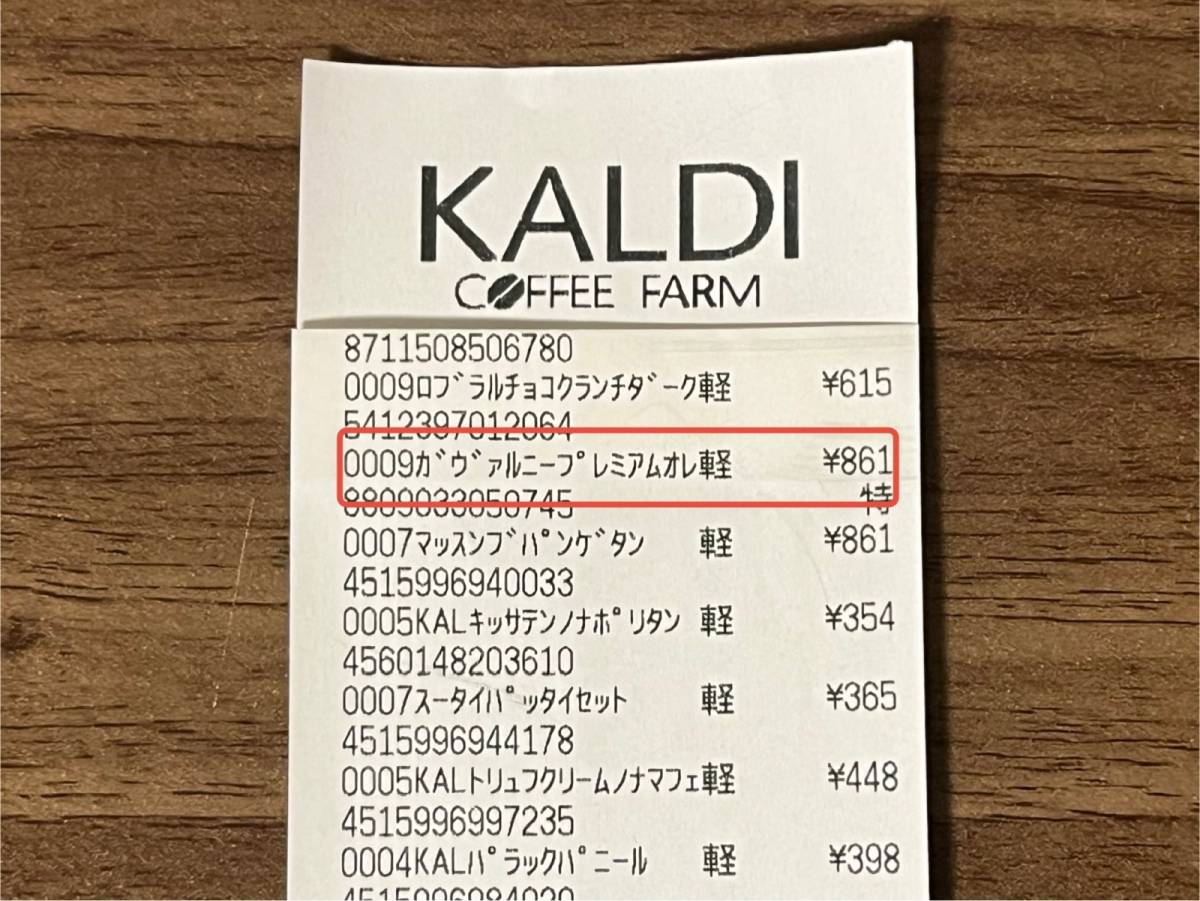 KALDI
COFFEE FARM
8711508506780
0009ﾛﾌﾞﾗﾙﾁｮｺｸﾗﾝﾁﾀﾞｰｸ軽 ¥615
5412397012064
0009ｶﾞｳﾞｧﾙﾆｰﾌﾟﾚﾐｱﾑｵﾚ軽 ¥861
8809033050745 特
0007ﾏｯｽﾝﾌﾞﾊﾟﾝｹﾞﾀﾝ 軽 ¥861
4515996940033
0005KALｷｯｻﾃﾝﾉﾅﾎﾟﾘﾀﾝ 軽 ¥354
4560148203610
0007ｽｰﾀｲﾊﾟｯﾀｲｾｯﾄ 軽 ¥365
4515996944178
0005KALﾄﾘｭﾌｸﾘｰﾑﾉﾅﾏﾌｪ軽 ¥448
4515996997235
0004KALﾊﾟﾗｯｸﾊﾟﾆｰﾙ 軽 ¥398